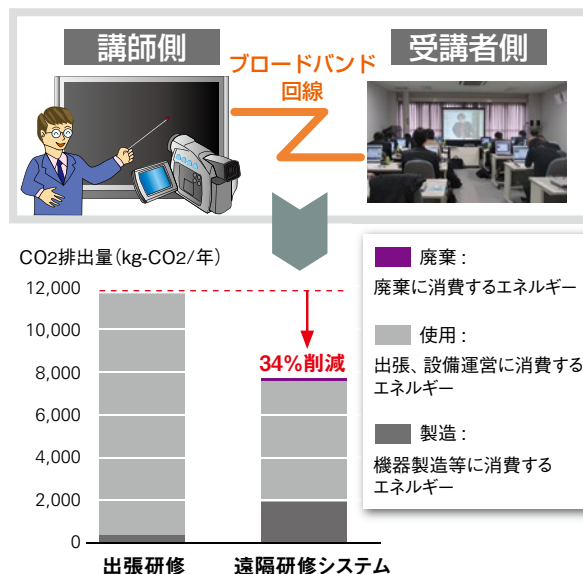 講師側
ブロードバンド
回線
受講者側
CO2排出量(kg-CO2/年)
12,000
10,000
8,000
6,000
4,000
2,000
0
34%削減
出張研修
遠隔研修システム
廃棄:
廃棄に消費するエネルギー
使用:
出張、設備運営に消費する
エネルギー
製造:
機器製造等に消費する
エネルギー